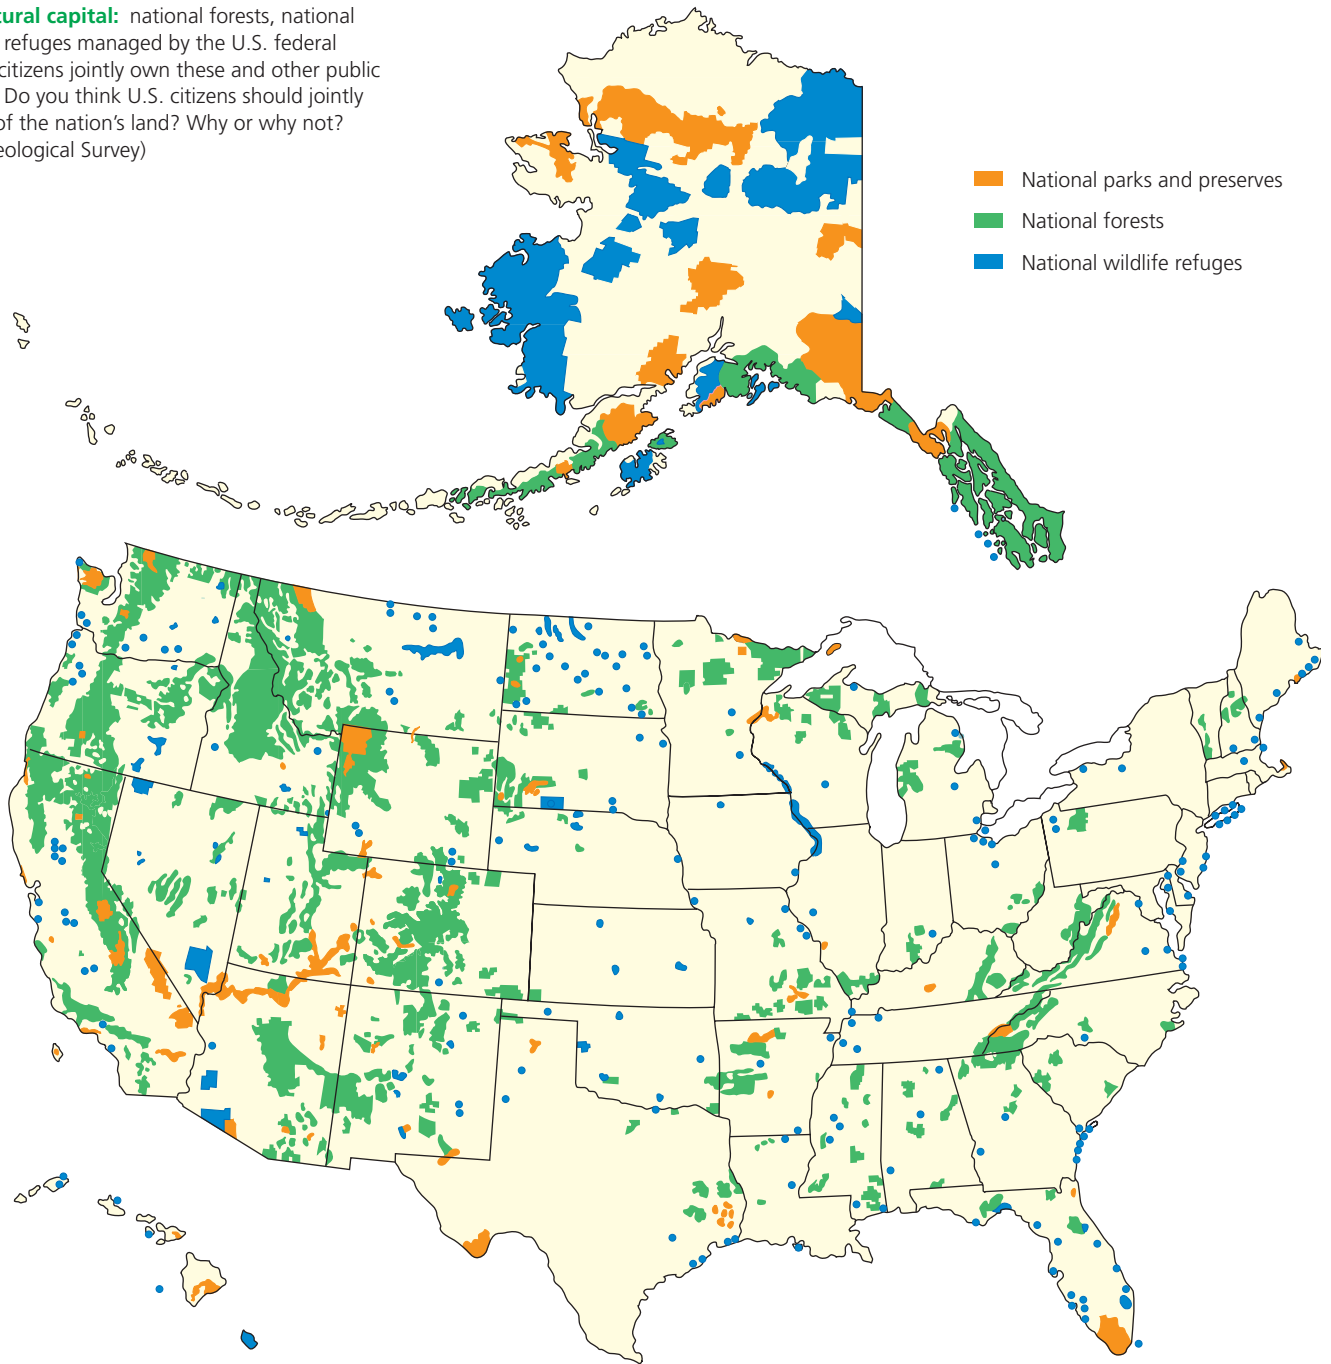 tural capital: national forests, national
refuges managed by the U.S. federal
citizens jointly own these and other public
Do you think U.S. citizens should jointly
of the nation's land? Why or why not?
eological Survey)
National parks and preserves
National forests
National wildlife refuges